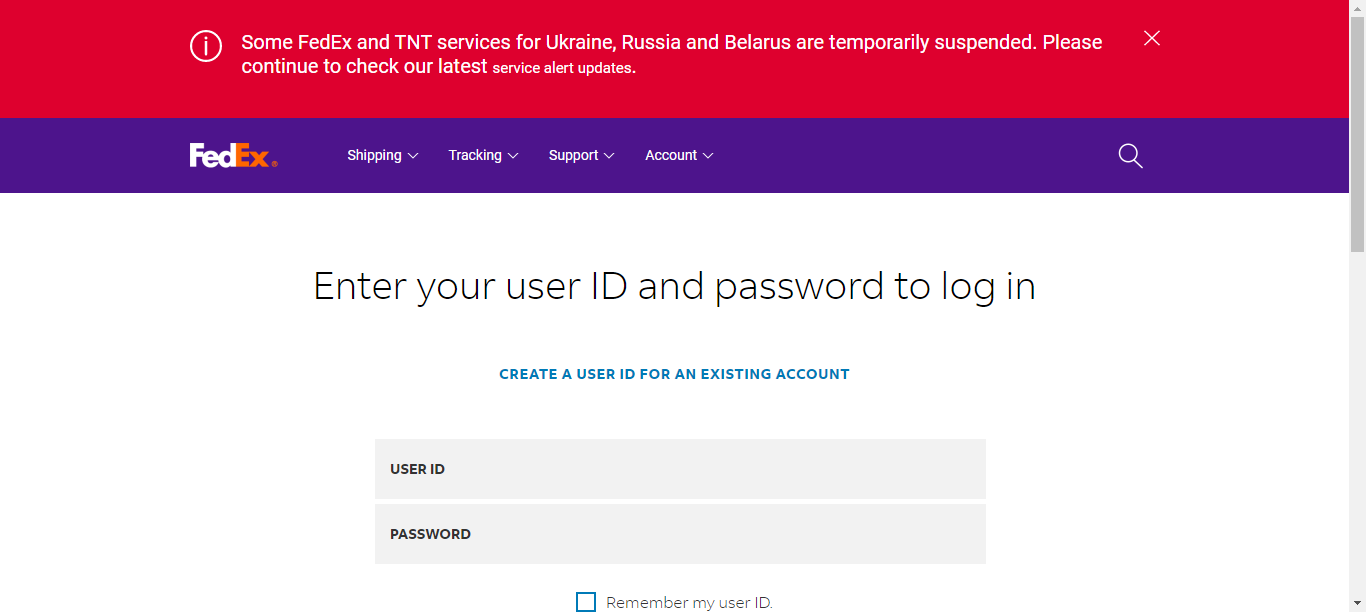 Some FedEx and TNT services for Ukraine, Russia and Belarus are temporarily suspended. Please
continue to check our latest service alert updates.
FedEx®
Shipping
Tracking
Support
Account
Enter your user ID and password to log in
CREATE A USER ID FOR AN EXISTING ACCOUNT
USER ID
PASSWORD
Remember my user ID.